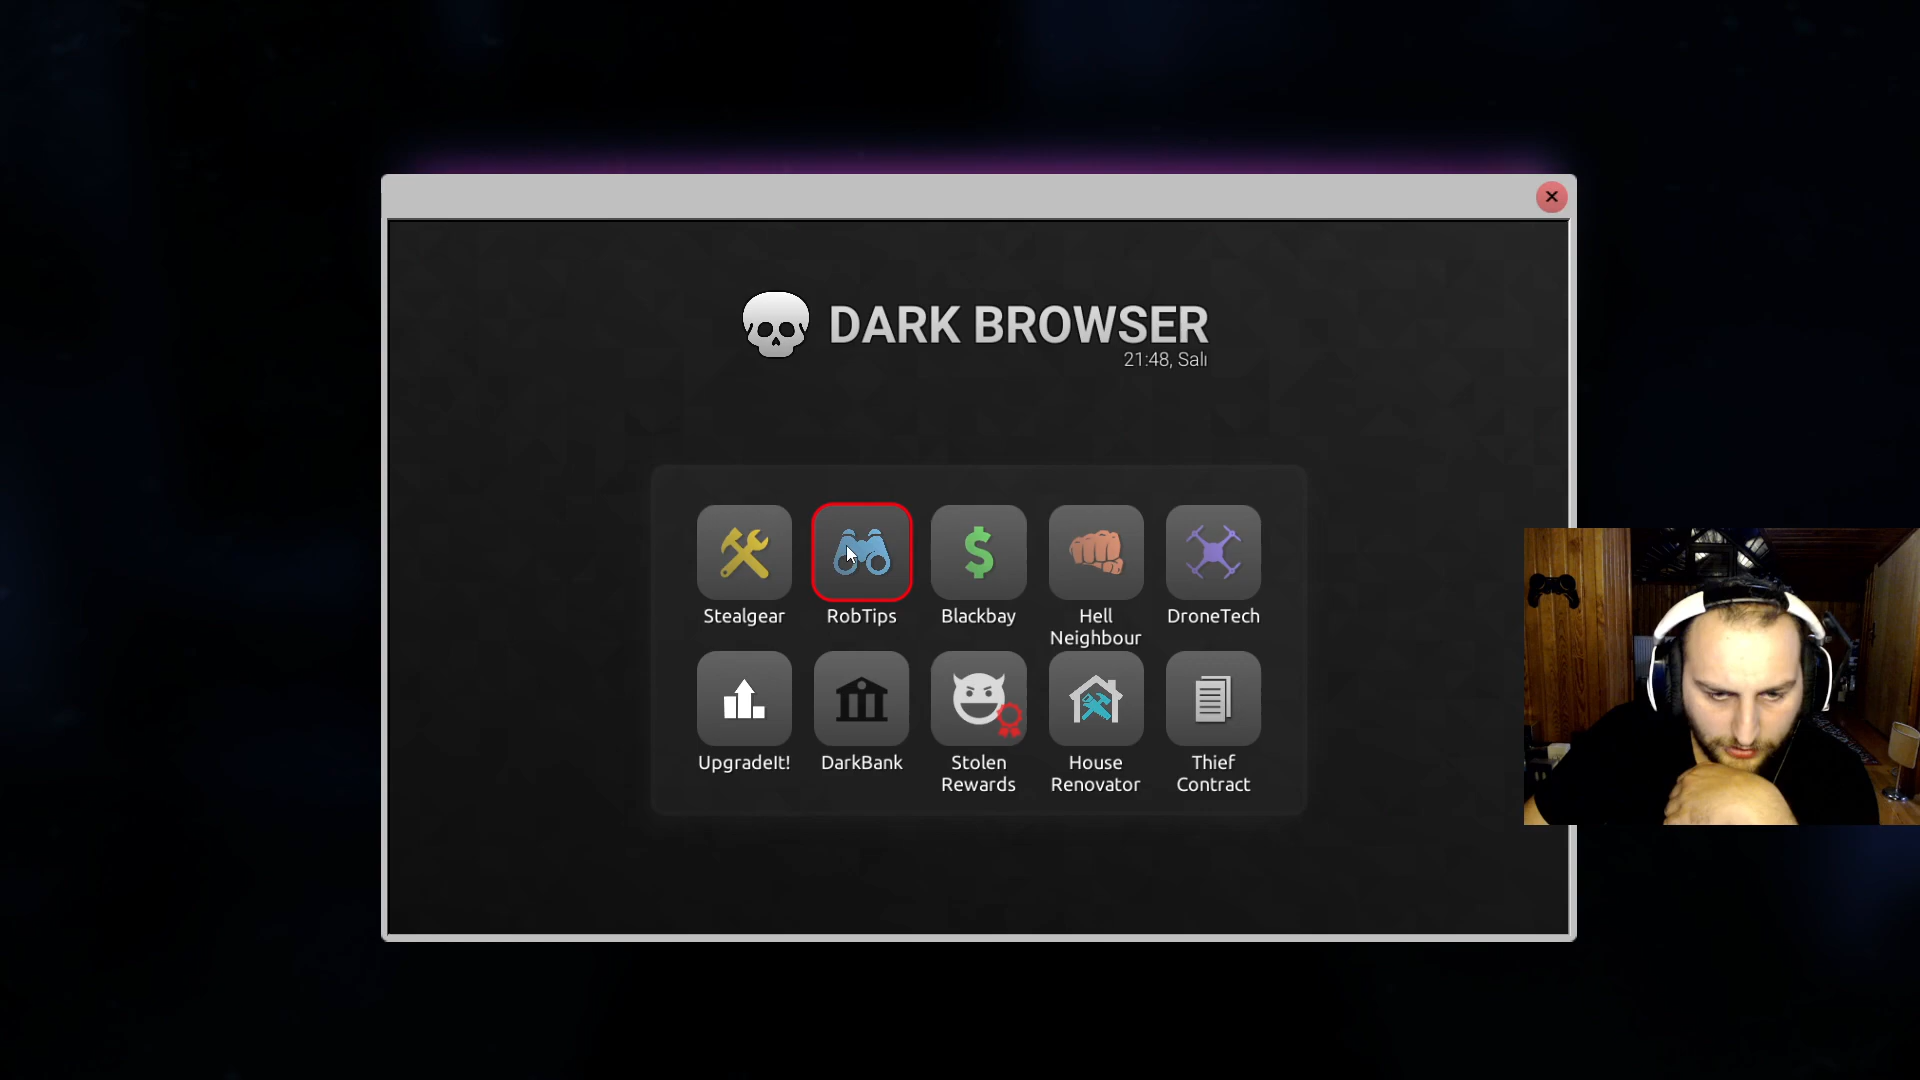 DARK BROWSER
21:48, Salı
Stealgear
RobTips
Blackbay
Hell
Neighbour
DroneTech
UpgradeIt!
DarkBank
Stolen
Rewards
House
Renovator
Thief
Contract